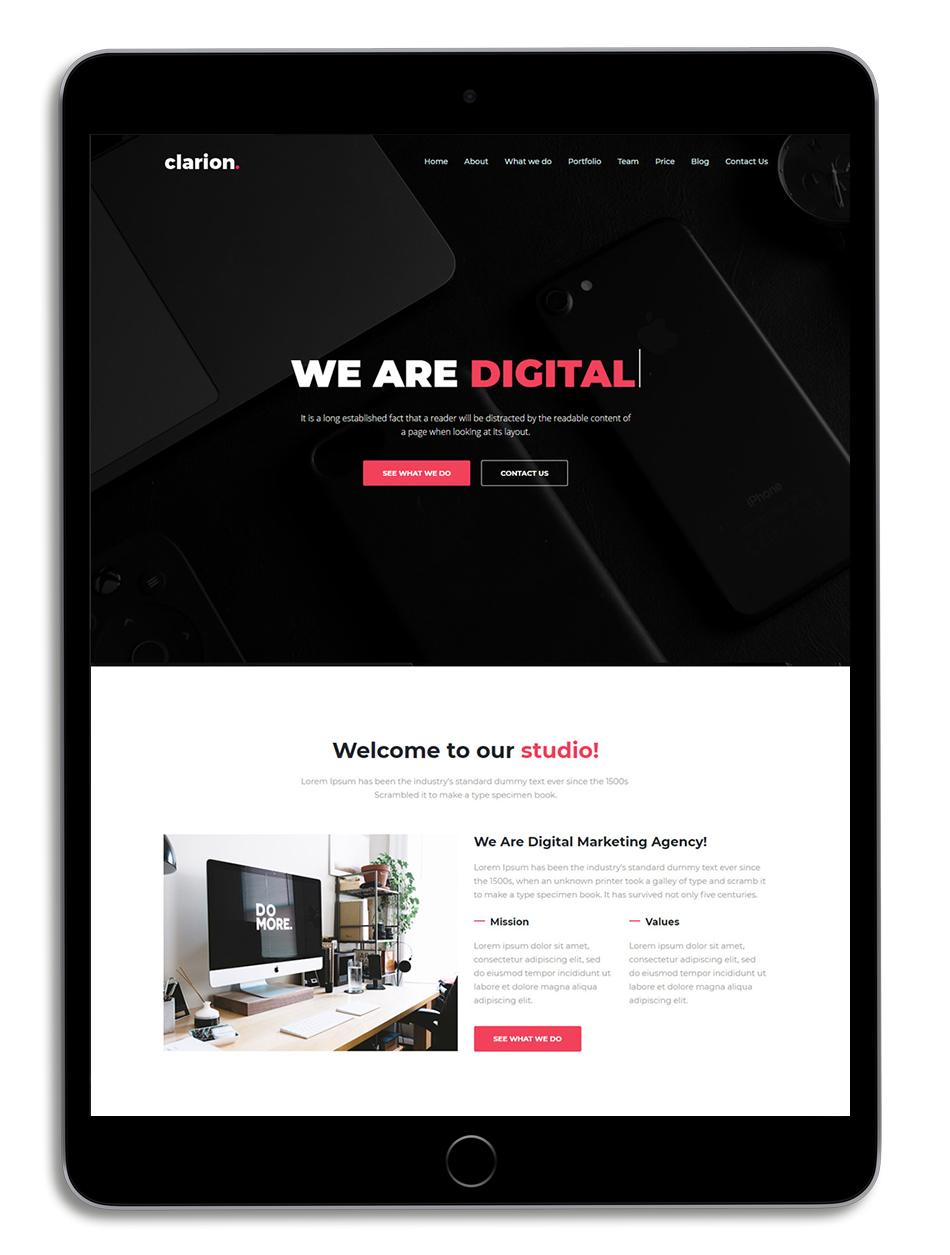 clarion.
Home About What we do Portfolio Team Price Blog Contact Us
WE ARE DIGITAL
It is a long established fact that a reader will be distracted by the readable content of
a page when looking at its layout.
SEE WHAT WE DO CONTACT US
iPhone
Welcome to our studio!
Lorem Ipsum has been the industry's standard dummy text ever since the 1500s
Scrambled it to make a type specimen book.
DO
MORE.
We Are Digital Marketing Agency!
Lorem Ipsum has been the industry's standard dummy text ever since
the 1500s, when an unknown printer took a galley of type and scramb it
to make a type specimen book. It has survived not only five centuries.
Mission
Lorem ipsum dolor sit amet,
consectetur adipiscing elit, sed
do eiusmod tempor incididunt ut
labore et dolore magna aliqua
adipiscing elit.
Values
Lorem ipsum dolor sit amet,
consectetur adipiscing elit, sed
do eiusmod tempor incididunt ut
labore et dolore magna aliqua
adipiscing elit.
SEE WHAT WE DO